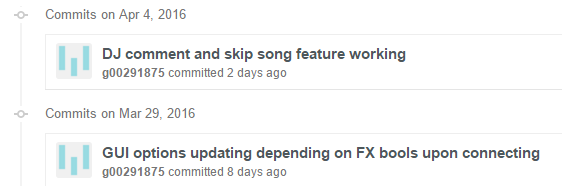 Commits on Apr 4, 2016
DJ comment and skip song feature working
g00291875 committed 2 days ago
Commits on Mar 29, 2016
GUI options updating depending on FX bools upon connecting
g00291875 committed 8 days ago